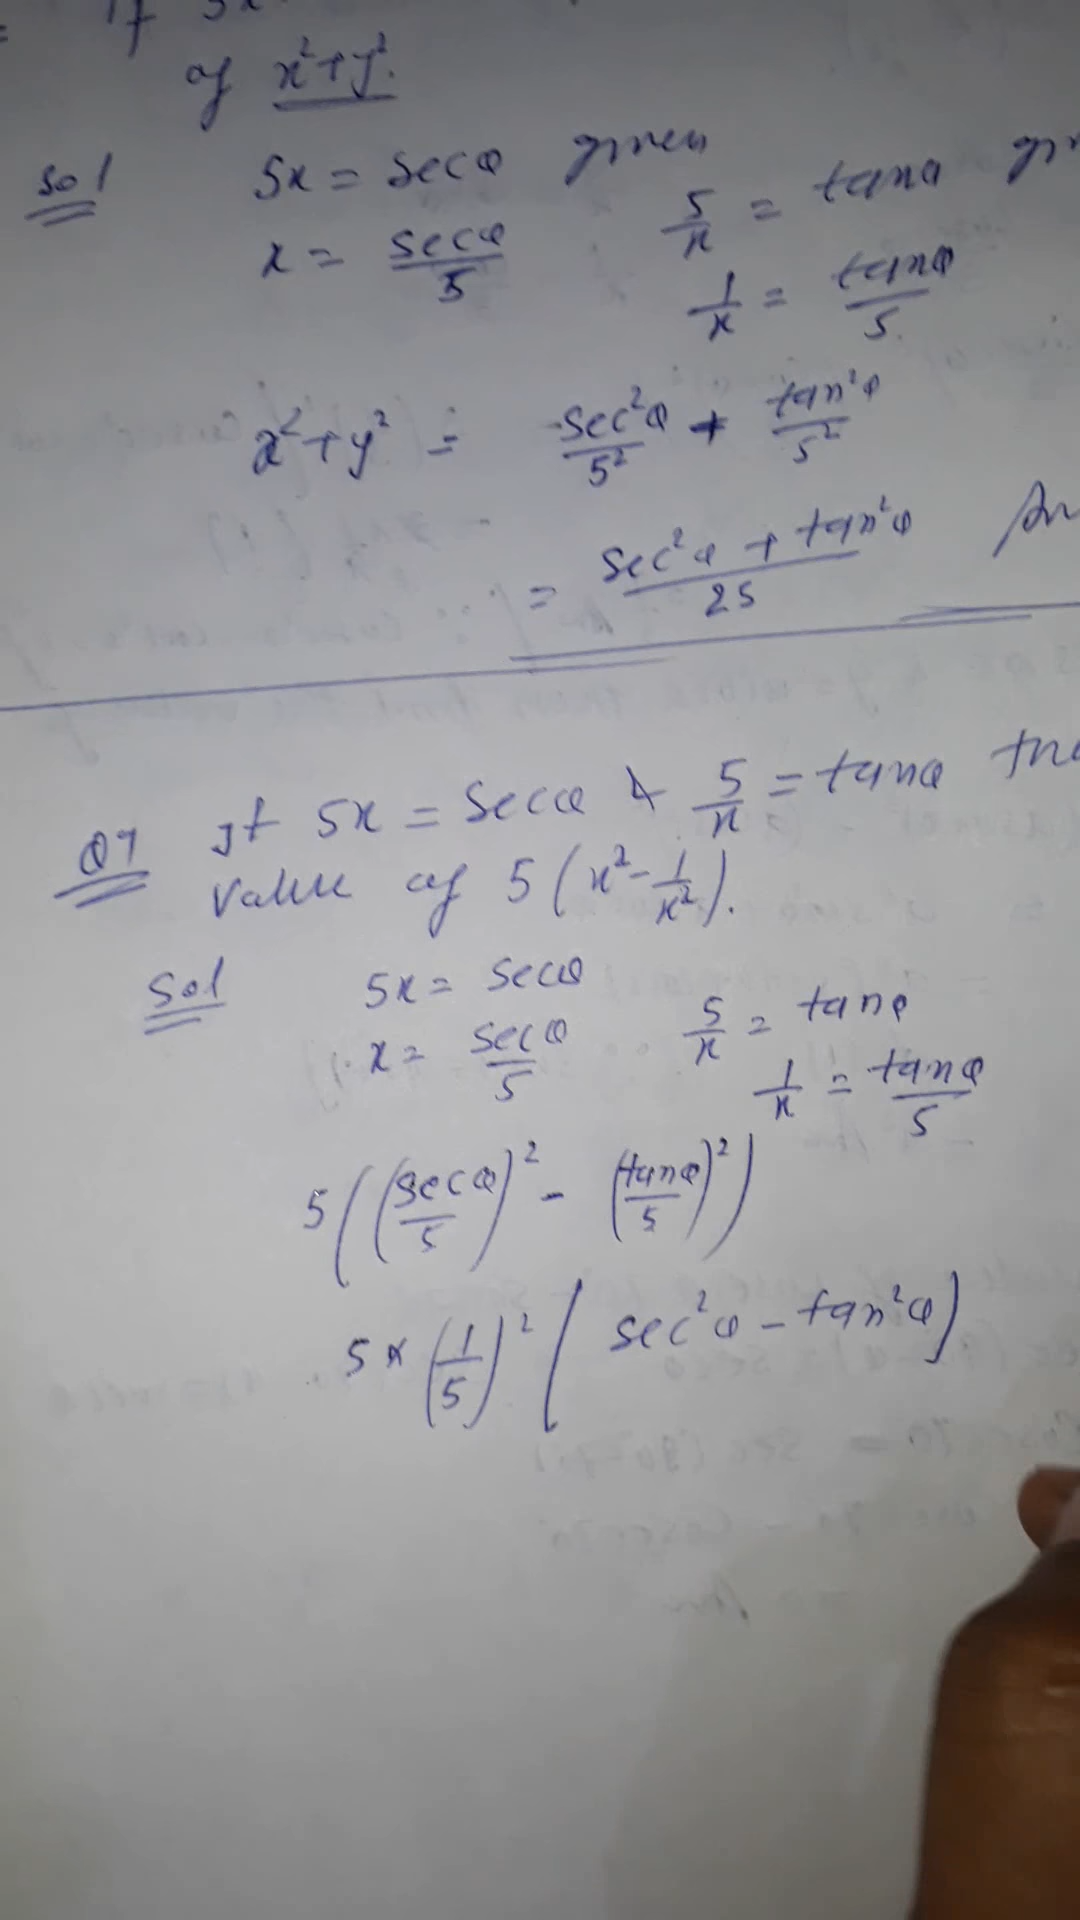 of x²+y².
Sol 5x = secθ given
5/x = tanθ
x = secθ/5
1/x = tanθ/5.
x²+y² = sec²θ/5² + tan²θ/5²
= sec²θ + tan²θ/25
Q7 If 5x = secθ & 5/x = tanθ
value of 5(x² - 1/x²).
Sol 5x = secθ
5/x = tanθ
x = secθ/5
1/x = tanθ/5
5((secθ/5)² - (tanθ/5)²)
5×(1/5)²(sec²θ - tan²θ)